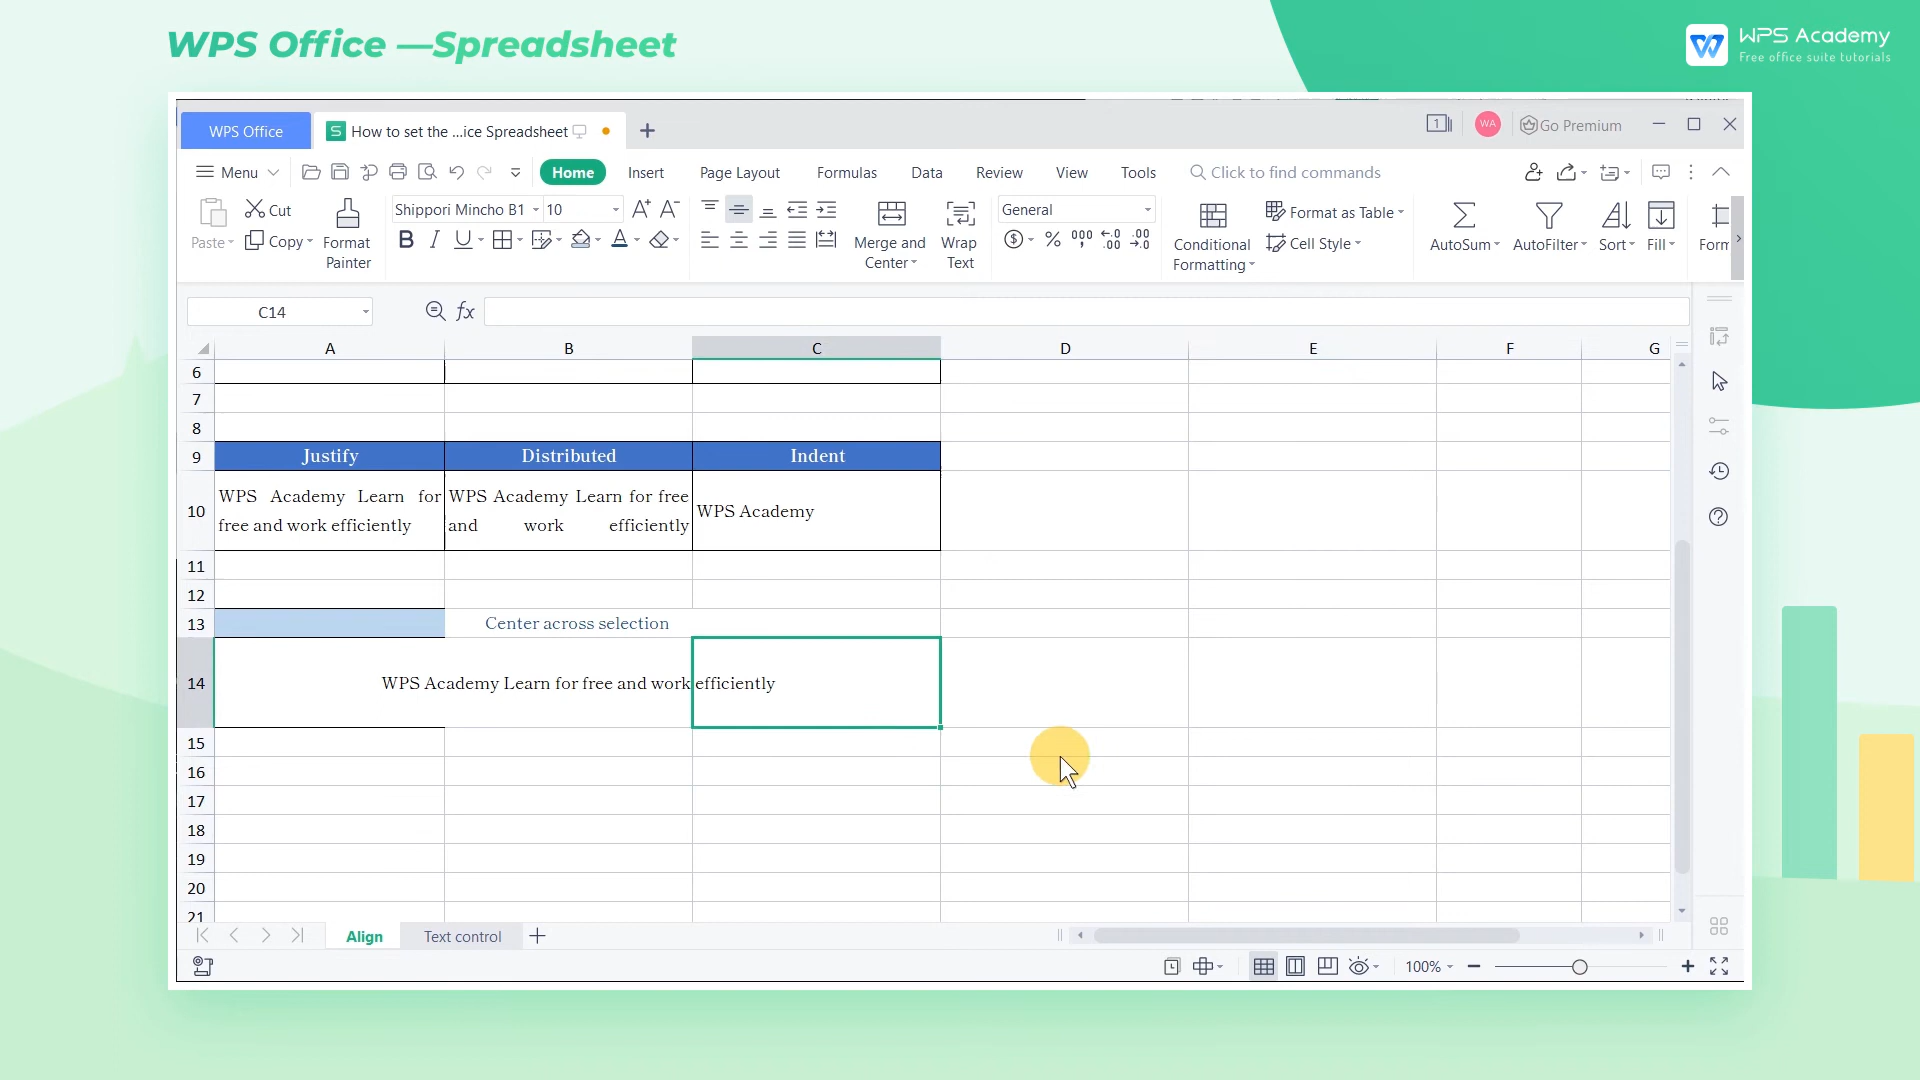 WPS Office —Spreadsheet
WPS Academy
Free office suite tutorials
WPS Office
How to set the ...ice Spreadsheet
1
WA
Go Premium
Menu
Home
Insert
Page Layout
Formulas
Data
Review
View
Tools
Click to find commands
Paste
Cut
Copy
Format
Painter
Shippori Mincho B1
10
Merge and
Center
Wrap
Text
General
Conditional
Formatting
Format as Table
Cell Style
AutoSum
AutoFilter
Sort
Fill
Form
C14
fx
A B C D E F G
6
7
8
9 Justify Distributed Indent
10
WPS Academy Learn for
free and work efficiently
WPS Academy Learn for free
and work efficiently
WPS Academy
11
12
13 Center across selection
14 WPS Academy Learn for free and work efficiently
15
16
17
18
19
20
21
Align
Text control
100%